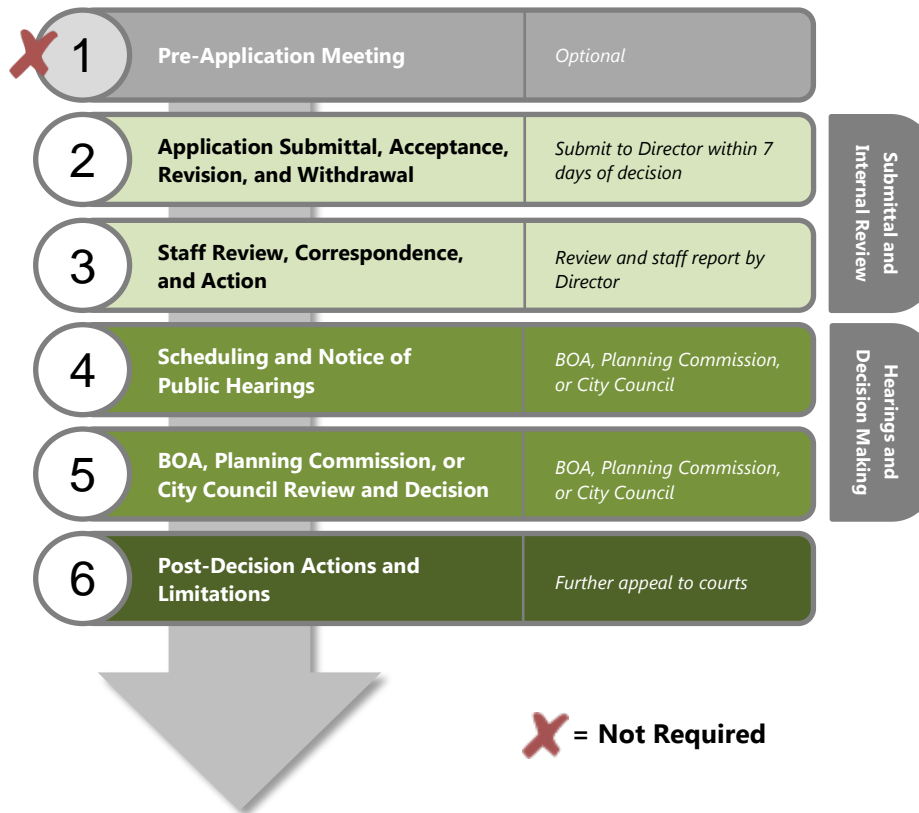 1
Pre-Application Meeting
Optional
2
Application Submittal, Acceptance,
Revision, and Withdrawal
Submit to Director within 7
days of decision
3
Staff Review, Correspondence,
and Action
Review and staff report by
Director
Submittal and
Internal Review
4
Scheduling and Notice of
Public Hearings
BOA, Planning Commission,
or City Council
5
BOA, Planning Commission, or
City Council Review and Decision
BOA, Planning Commission,
or City Council
Hearings and
Decision Making
6
Post-Decision Actions and
Limitations
Further appeal to courts
= Not Required